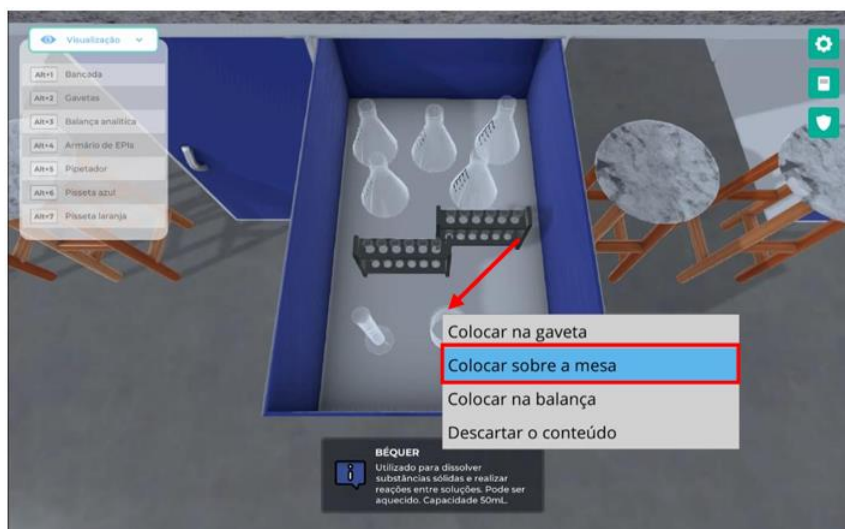 Visualização
Alt+1 Bancada
Alt+2 Gavetas
Alt+3 Balança analítica
Alt+4 Armário de EPIs
Alt+5 Pipetador
Alt+6 Pisseta azul
Alt+7 Pisseta laranja
Colocar na gaveta
Colocar sobre a mesa
Colocar na balança
Descartar o conteúdo
BÉQUER
Utilizado para dissolver
substâncias sólidas e realizar
reações entre soluções. Pode ser
aquecido. Capacidade 50mL.